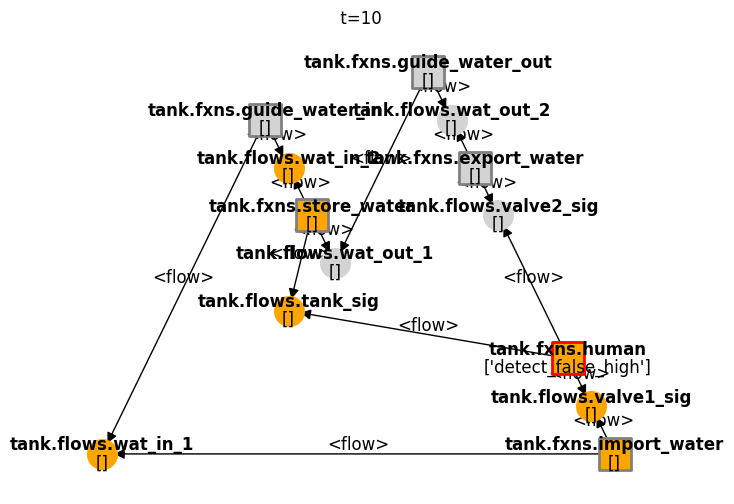 t=10
tank.fxns.guide_water_out
[]
<flow>
tank.fxns.guide_water_in
[]
<flow>
tank.flows.wat_out_2
[]
<flow>
tank.flows.wat_in_2
[]
<flow>
<flow>
tank.fxns.export_water
[]
<flow>
tank.fxns.store_water
[]
<flow>
tank.flows.valve2_sig
[]
tank.flows.wat_out_1
[]
<flow>
<flow>
<flow>
tank.flows.tank_sig
[]
<flow>
tank.fxns.human
['detect_false_high']
<flow>
tank.flows.valve1_sig
[]
<flow>
tank.flows.wat_in_1
[]
<flow>
tank.fxns.import_water
[]